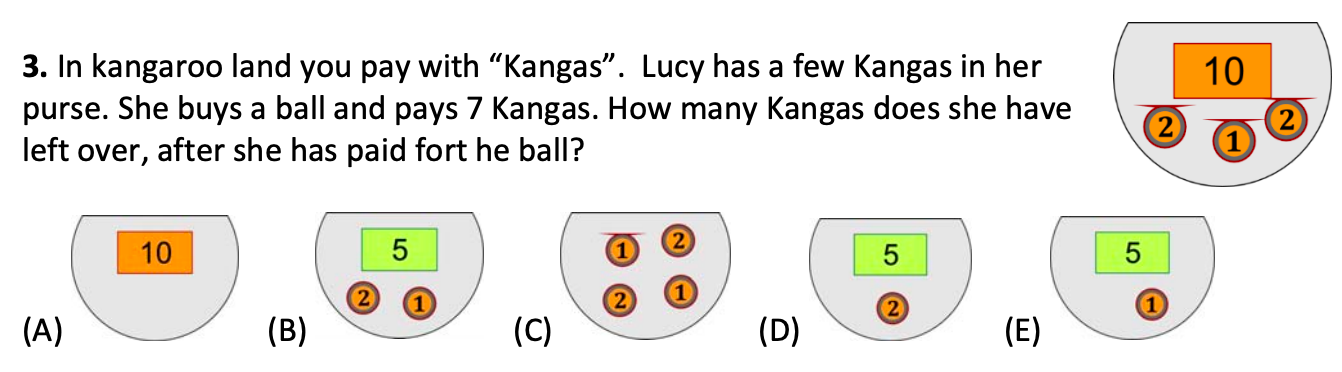 3. In kangaroo land you pay with “Kangas”. Lucy has a few Kangas in her
purse. She buys a ball and pays 7 Kangas. How many Kangas does she have
left over, after she has paid fort he ball?
10
2 1 2
(A) 10
(B) 5 2 1
(C) 1 2 2 1
(D) 5 2
(E) 5 1